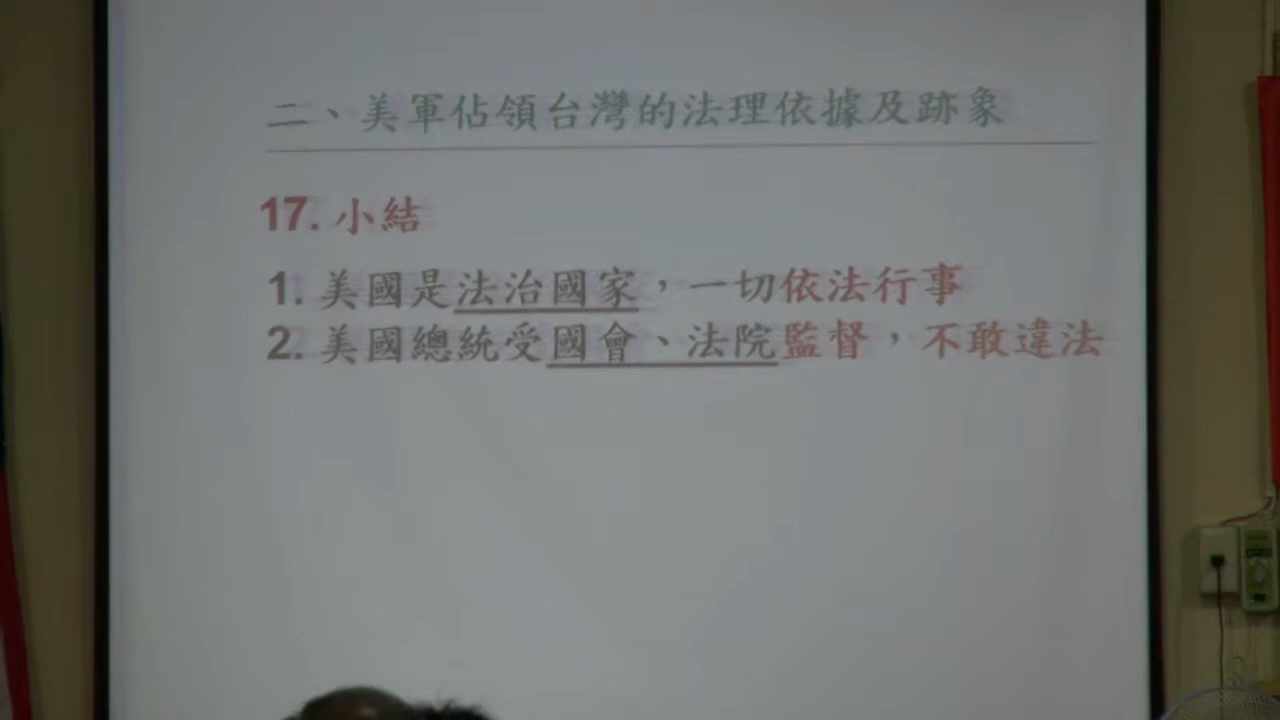 二、美軍佔領台灣的法理依據及跡象
17. 小結
1. 美國是法治國家，一切依法行事
2. 美國總統受國會、法院監督，不敢違法